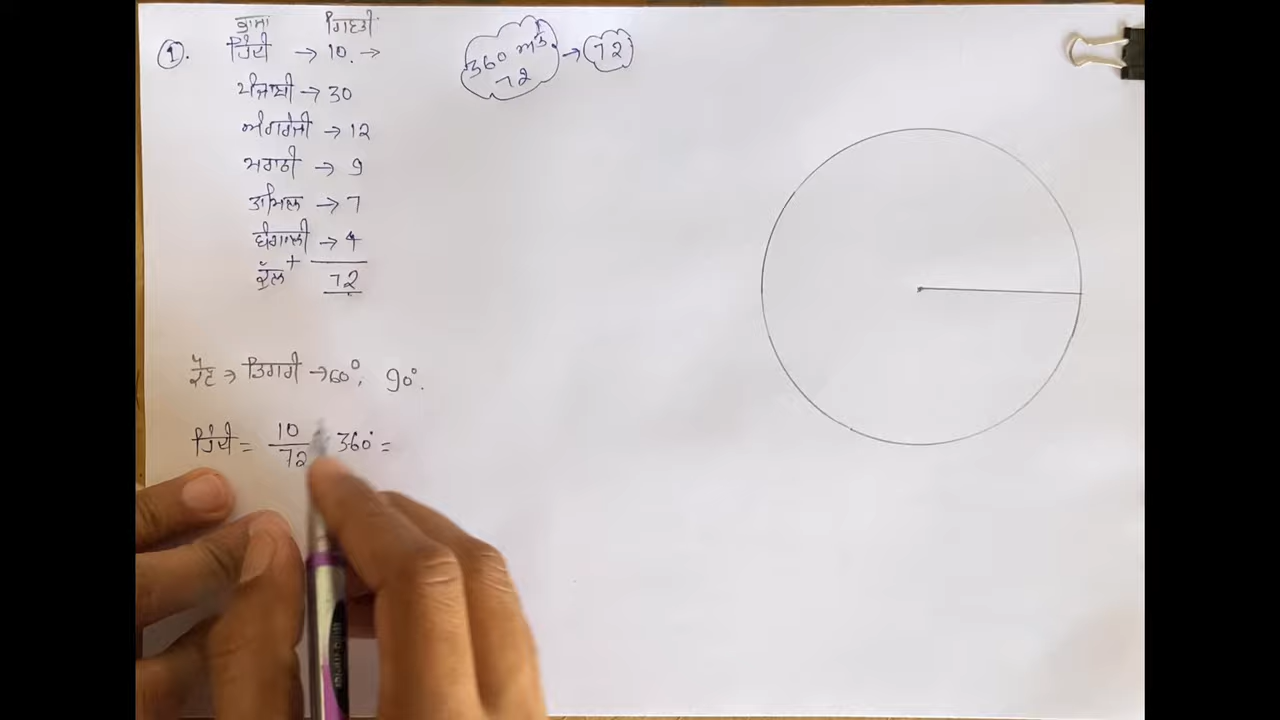 ਭਾਸਾ ਗਿਣਤੀ
1. ਹਿੰਦੀ → 10. →
ਪੰਜਾਬੀ → 30
ਅੰਗਰੇਜੀ → 12
ਮਰਾਠੀ → 9
ਤਾਮਿਲ → 7
ਬੰਗਾਲੀ → 4
ਕੁੱਲ + 72
360 ਅਤੇ
72
→ 72
ਕੋਣ → ਡਿਗਰੀ → 60°, 90°.
ਹਿੰਦੀ = 10/72 360° =